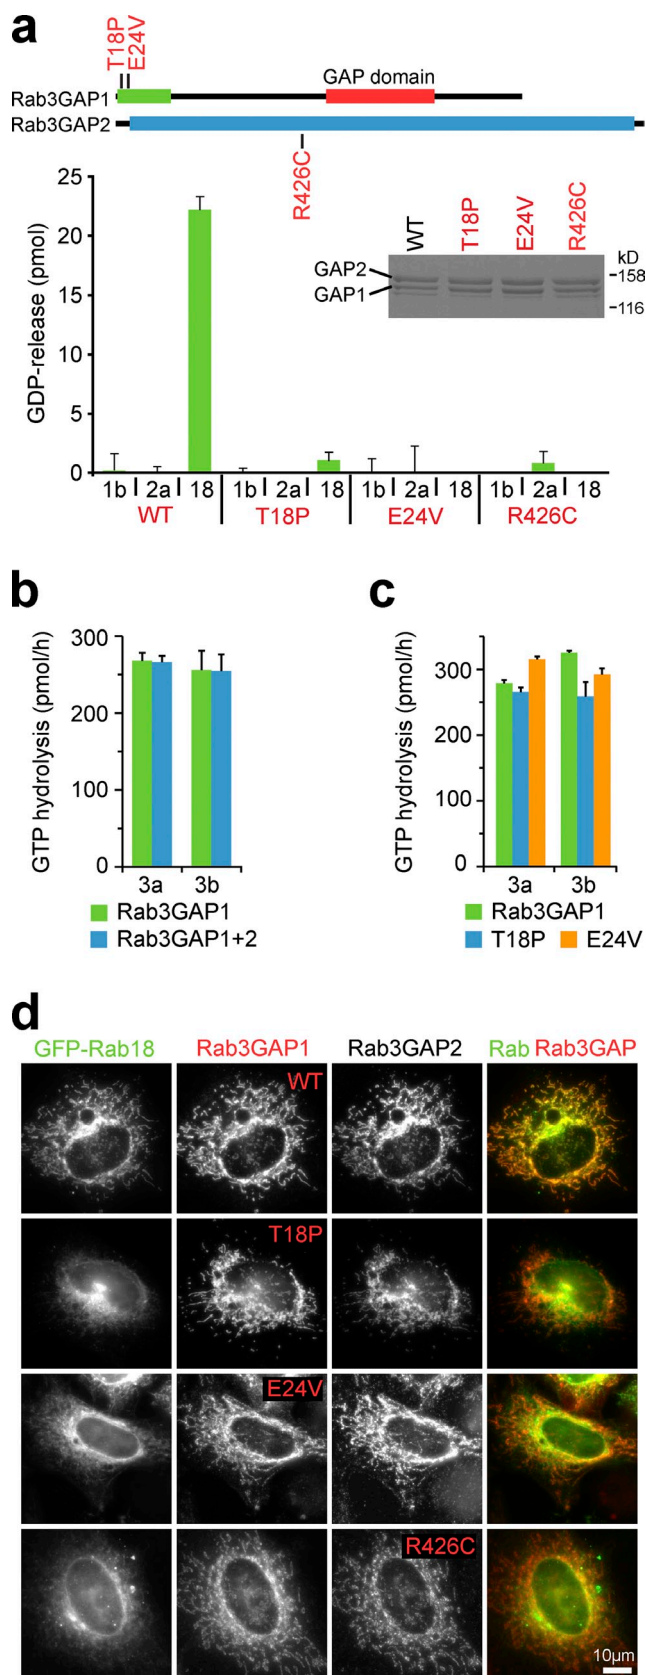 a
T18P
E24V
GAP domain
Rab3GAP1
Rab3GAP2
R426C
25
20
15
10
5
0
GDP-release (pmol)
WT
T18P
E24V
R426C
kD
GAP2
GAP1
158
116
1b 2a 18 1b 2a 18 1b 2a 18 1b 2a 18
WT T18P E24V R426C
b
300
200
100
0
GTP hydrolysis (pmol/h)
3a 3b
Rab3GAP1
Rab3GAP1+2
c
300
200
100
0
GTP hydrolysis (pmol/h)
3a 3b
Rab3GAP1
T18P E24V
d
GFP-Rab18 Rab3GAP1 Rab3GAP2 Rab Rab3GAP
WT
T18P
E24V
R426C
10µm